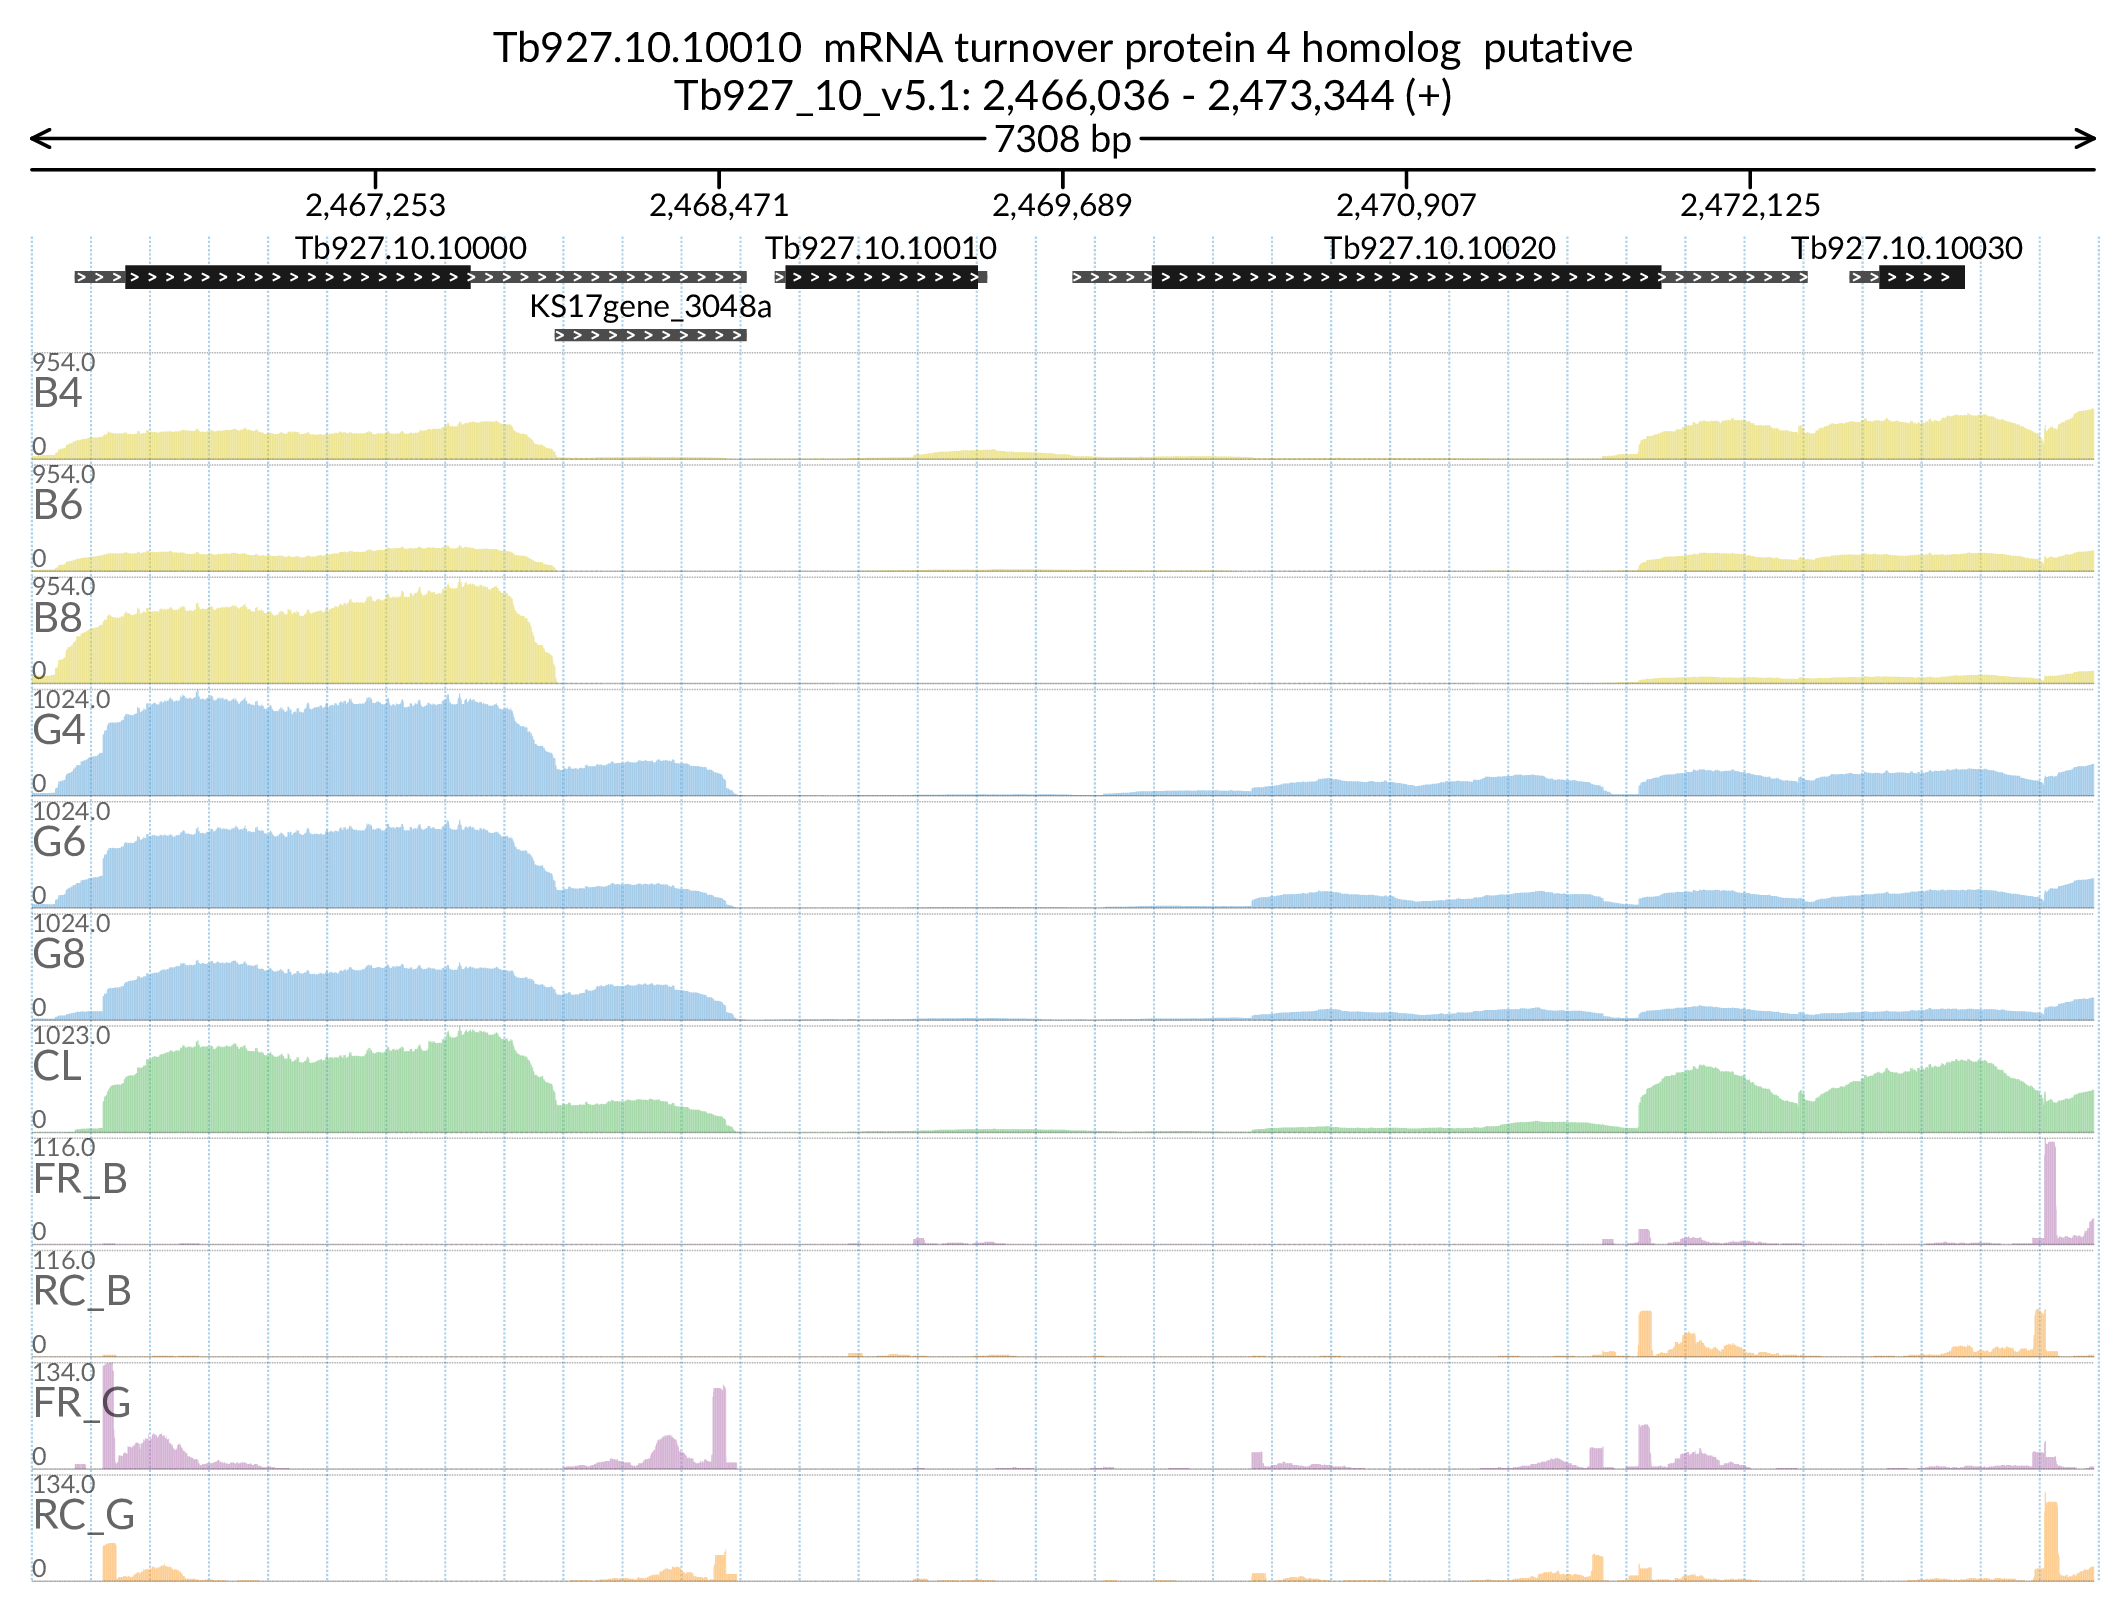 Tb927.10.10010  mRNA turnover protein 4 homolog  putative
Tb927_10_v5.1: 2,466,036 - 2,473,344 (+)
7308 bp
2,467,253 2,468,471 2,469,689 2,470,907 2,472,125
Tb927.10.10000 Tb927.10.10010 Tb927.10.10020 Tb927.10.10030
KS17gene_3048a
954.0
B4
0
954.0
B6
0
954.0
B8
0
1024.0
G4
0
1024.0
G6
0
1024.0
G8
0
1023.0
CL
0
116.0
FR_B
0
116.0
RC_B
0
134.0
FR_G
0
134.0
RC_G
0